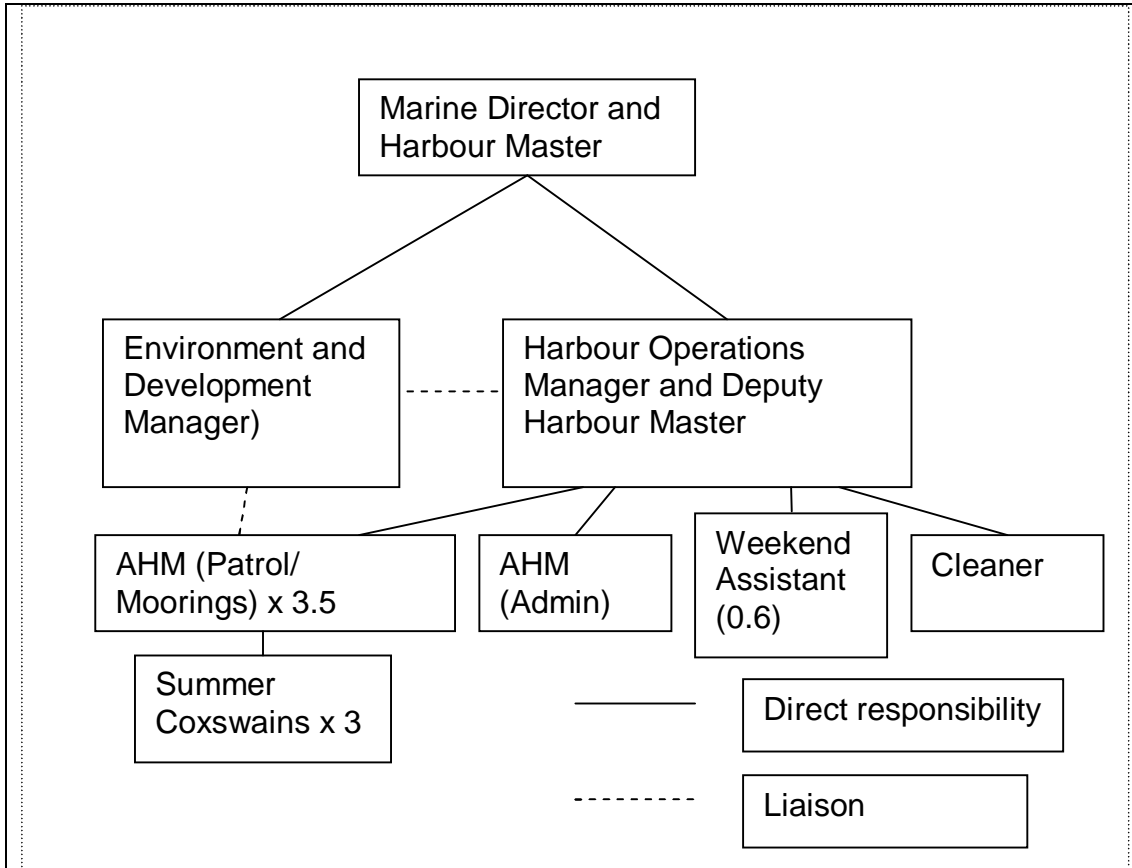 Marine Director and
Harbour Master
Environment and
Development
Manager)
Harbour Operations
Manager and Deputy
Harbour Master
AHM (Patrol/
Moorings) x 3.5
AHM
(Admin)
Weekend
Assistant
(0.6)
Cleaner
Summer
Coxswains x 3
Direct responsibility
Liaison